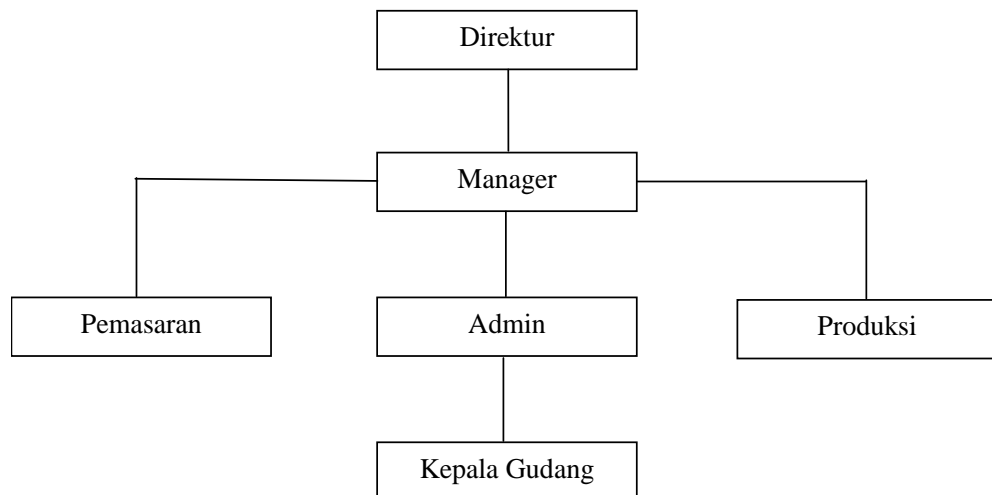 Direktur
Manager
Pemasaran
Admin
Produksi
Kepala Gudang